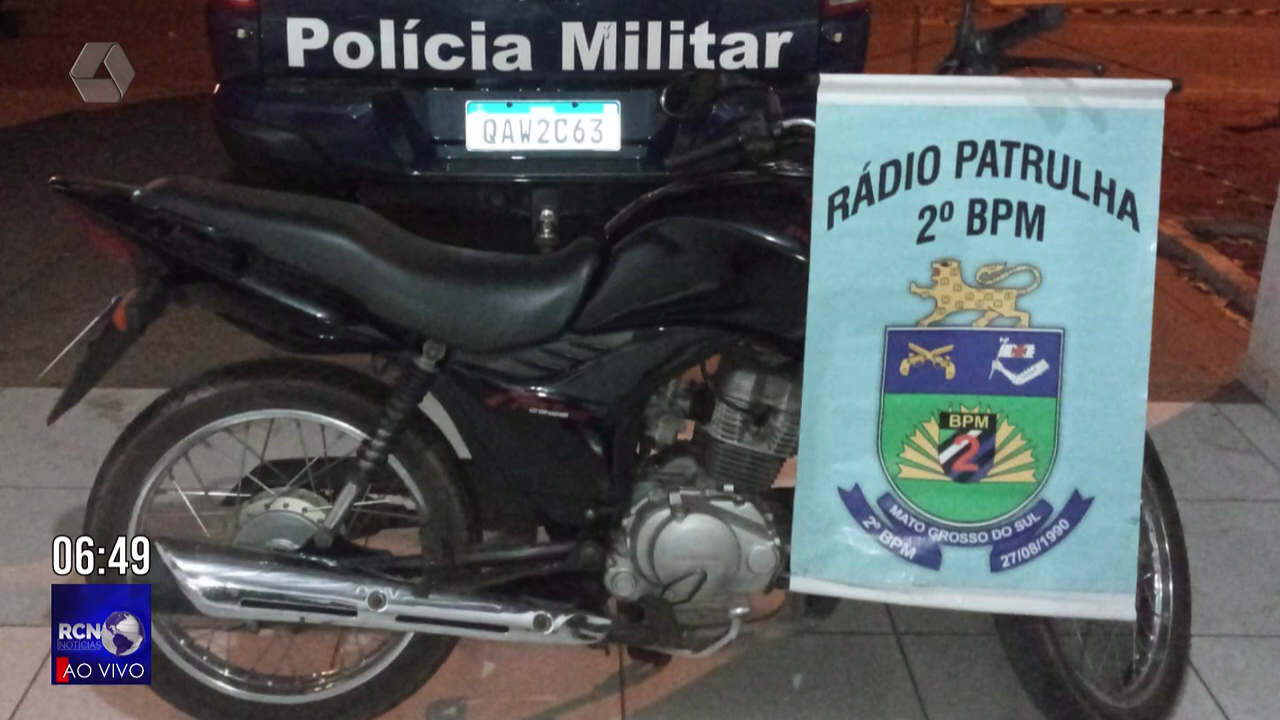 Polícia Militar
QAW2C63
RÁDIO PATRULHA
2º BPM
BPM
2
MATO GROSSO DO SUL
2º BPM
27/08/1990
06:49
RCN
NOTÍCIAS
AO VIVO